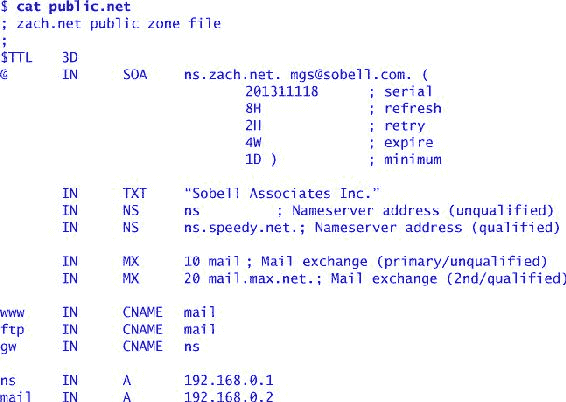 $ cat public.net
; zach.net public zone file
;
$TTL    3D
@       IN      SOA     ns.zach.net. mgs@sobell.com. (
                                201311118       ; serial
                                8H              ; refresh
                                2H              ; retry
                                4W              ; expire
                                1D )            ; minimum

        IN      TXT     “Sobell Associates Inc.”
        IN      NS      ns          ; Nameserver address (unqualified)
        IN      NS      ns.speedy.net.; Nameserver address (qualified)

        IN      MX      10 mail ; Mail exchange (primary/unqualified)
        IN      MX      20 mail.max.net.; Mail exchange (2nd/qualified)

www     IN      CNAME   mail
ftp     IN      CNAME   mail
gw      IN      CNAME   ns

ns      IN      A       192.168.0.1
mail    IN      A       192.168.0.2